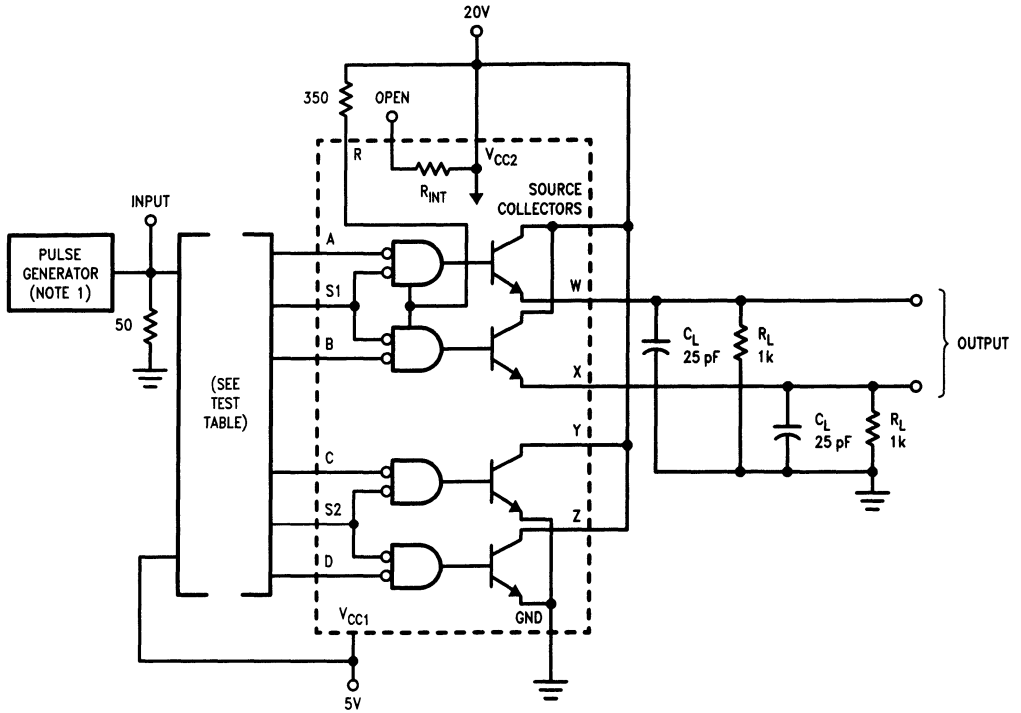 20V
350
OPEN
R
VCC2
RINT
SOURCE
COLLECTORS
INPUT
PULSE
GENERATOR
(NOTE 1)
50
A
S1
B
W
X
CL
25 pF
RL
1k
OUTPUT
CL
25 pF
RL
1k
(SEE
TEST
TABLE)
C
S2
D
Y
Z
VCC1
GND
5V